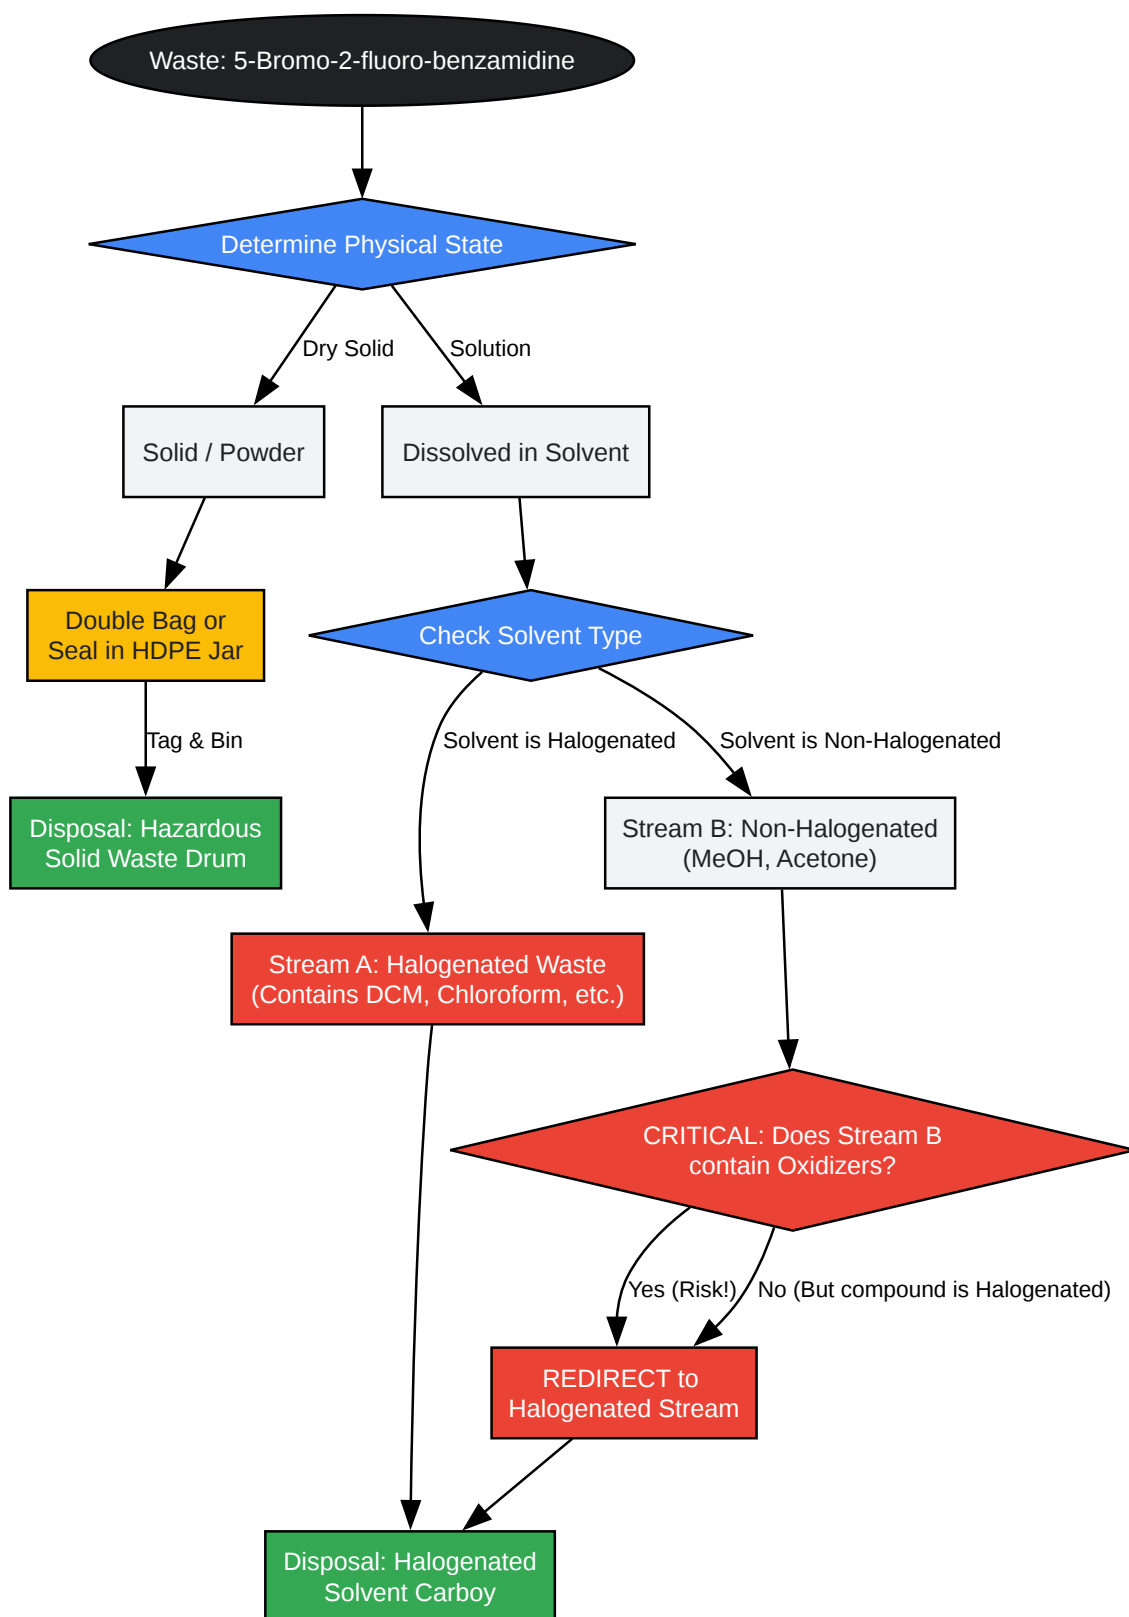 Waste: 5-Bromo-2-fluoro-benzamidine
Determine Physical State
Dry Solid
Solution
Solid / Powder
Dissolved in Solvent
Double Bag or
Seal in HDPE Jar
Check Solvent Type
Tag & Bin
Solvent is Halogenated
Solvent is Non-Halogenated
Disposal: Hazardous
Solid Waste Drum
Stream B: Non-Halogenated
(MeOH, Acetone)
Stream A: Halogenated Waste
(Contains DCM, Chloroform, etc.)
CRITICAL: Does Stream B
contain Oxidizers?
Yes (Risk!)
No (But compound is Halogenated)
REDIRECT to
Halogenated Stream
Disposal: Halogenated
Solvent Carboy